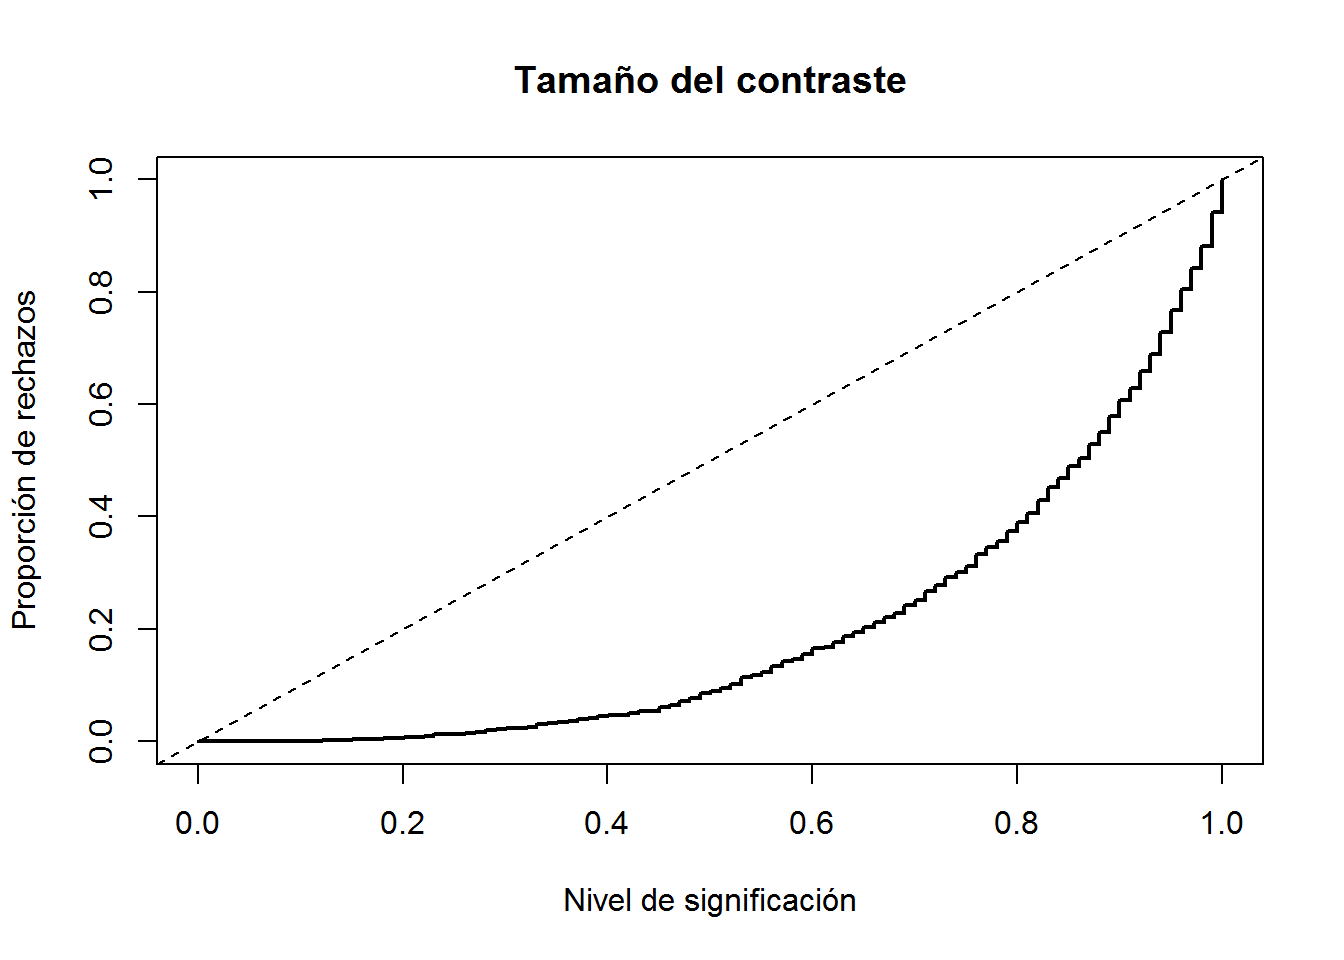 Tamaño del contraste
Proporción de rechazos
1.0
0.8
0.6
0.4
0.2
0.0
0.0 0.2 0.4 0.6 0.8 1.0
Nivel de significación